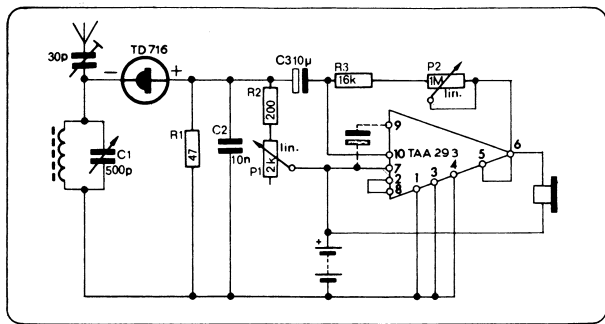 30p
TD 716
−
+
C1
500p
R1
47
C2
10n
C3 10µ
R2
200
lin.
P1
2k
R3
16k
P2
1M
lin.
TAA 293
9
10
7
2
8
1
3
4
5
6
+